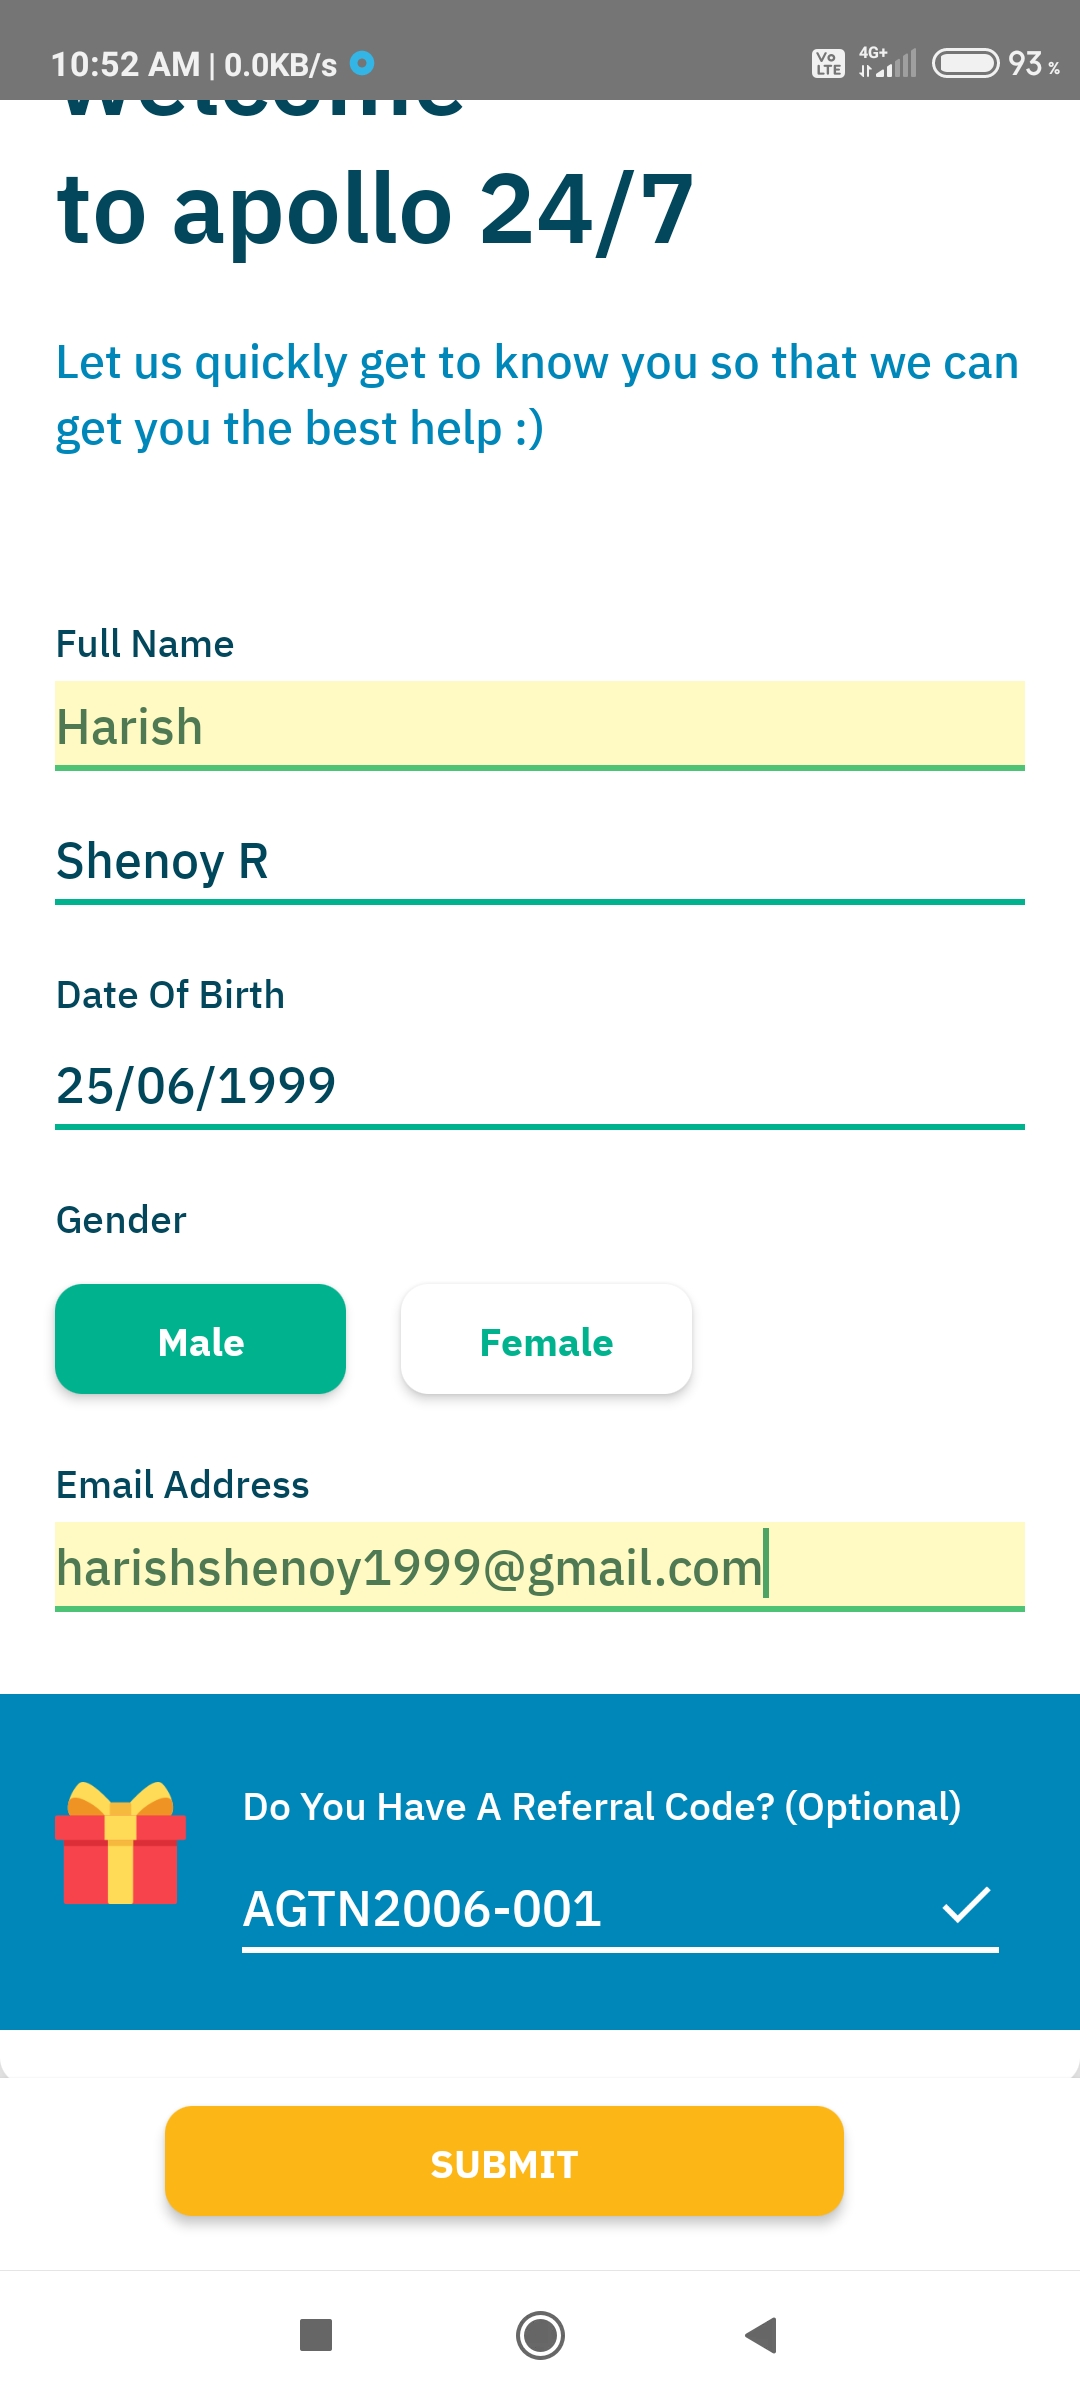 10:52 AM | 0.0KB/s
Vo LTE 4G+ 93 %
welcome
to apollo 24/7
Let us quickly get to know you so that we can
get you the best help :)
Full Name
Harish
Shenoy R
Date Of Birth
25/06/1999
Gender
Male Female
Email Address
harishshenoy1999@gmail.com
Do You Have A Referral Code? (Optional)
AGTN2006-001
SUBMIT